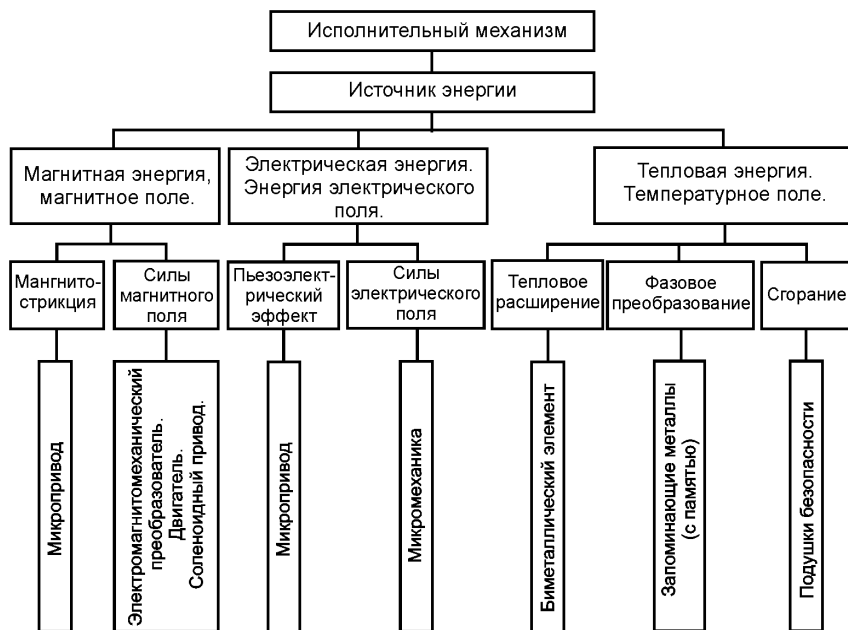 Исполнительный механизм
Источник энергии
Магнитная энергия,
магнитное поле.
Электрическая энергия.
Энергия электрического
поля.
Тепловая энергия.
Температурное поле.
Мангнито-
стрикция
Силы
магнитного
поля
Пьезоэлект-
рический
эффект
Силы
электрического
поля
Тепловое
расширение
Фазовое
преобразование
Сгорание
Микропривод
Электромагнитомеханический
преобразователь.
Двигатель.
Соленоидный привод.
Микропривод
Микромеханика
Биметаллический элемент
Запоминающие металлы
(с памятью)
Подушки безопасности